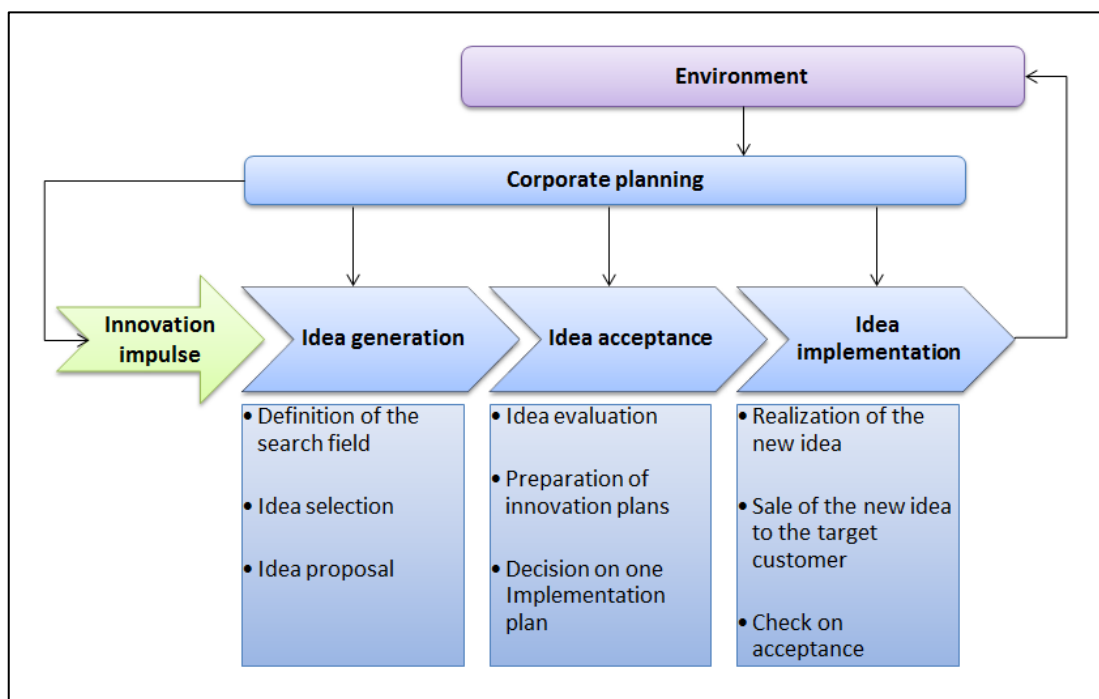 Environment
Corporate planning
Innovation
impulse
Idea generation
Idea acceptance
Idea
implementation
• Definition of the
search field
• Idea selection
• Idea proposal
• Idea evaluation
• Preparation of
innovation plans
• Decision on one
Implementation
plan
• Realization of the
new idea
• Sale of the new idea
to the target
customer
• Check on
acceptance